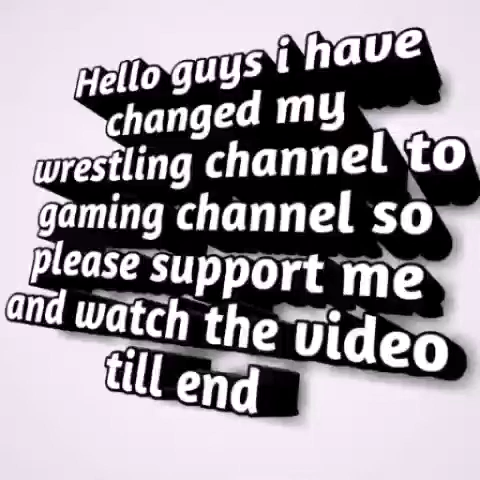 Hello guys i have
changed my
wrestling channel to
gaming channel so
please support me
and watch the video
till end